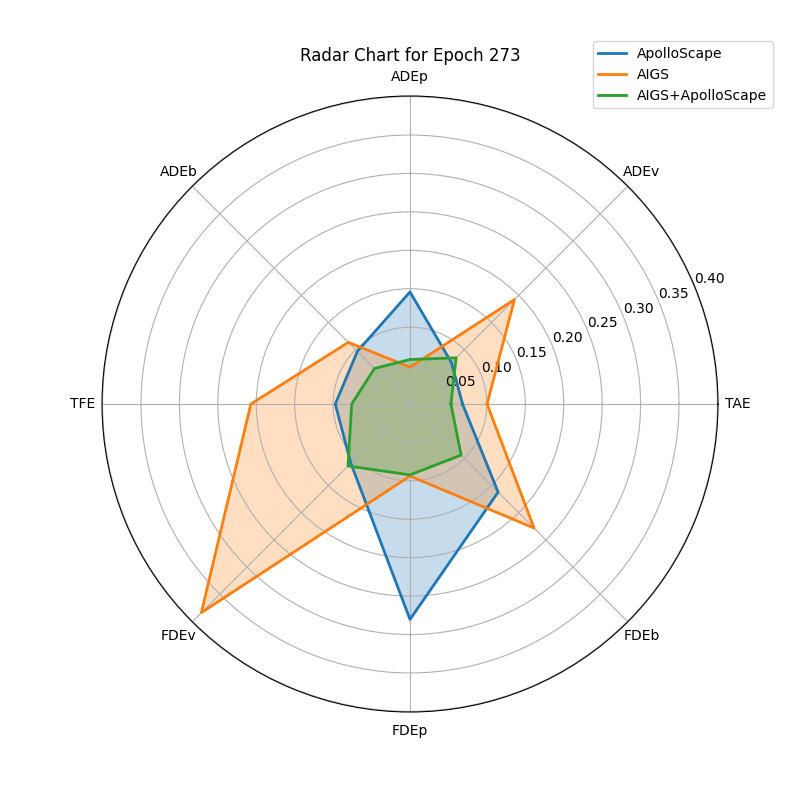 Radar Chart for Epoch 273
ApolloScape
AIGS
AIGS+ApolloScape
ADEp
ADEb
ADEv
0.40
0.35
0.30
0.25
0.20
0.15
0.10
0.05
TFE
TAE
FDEv
FDEb
FDEp